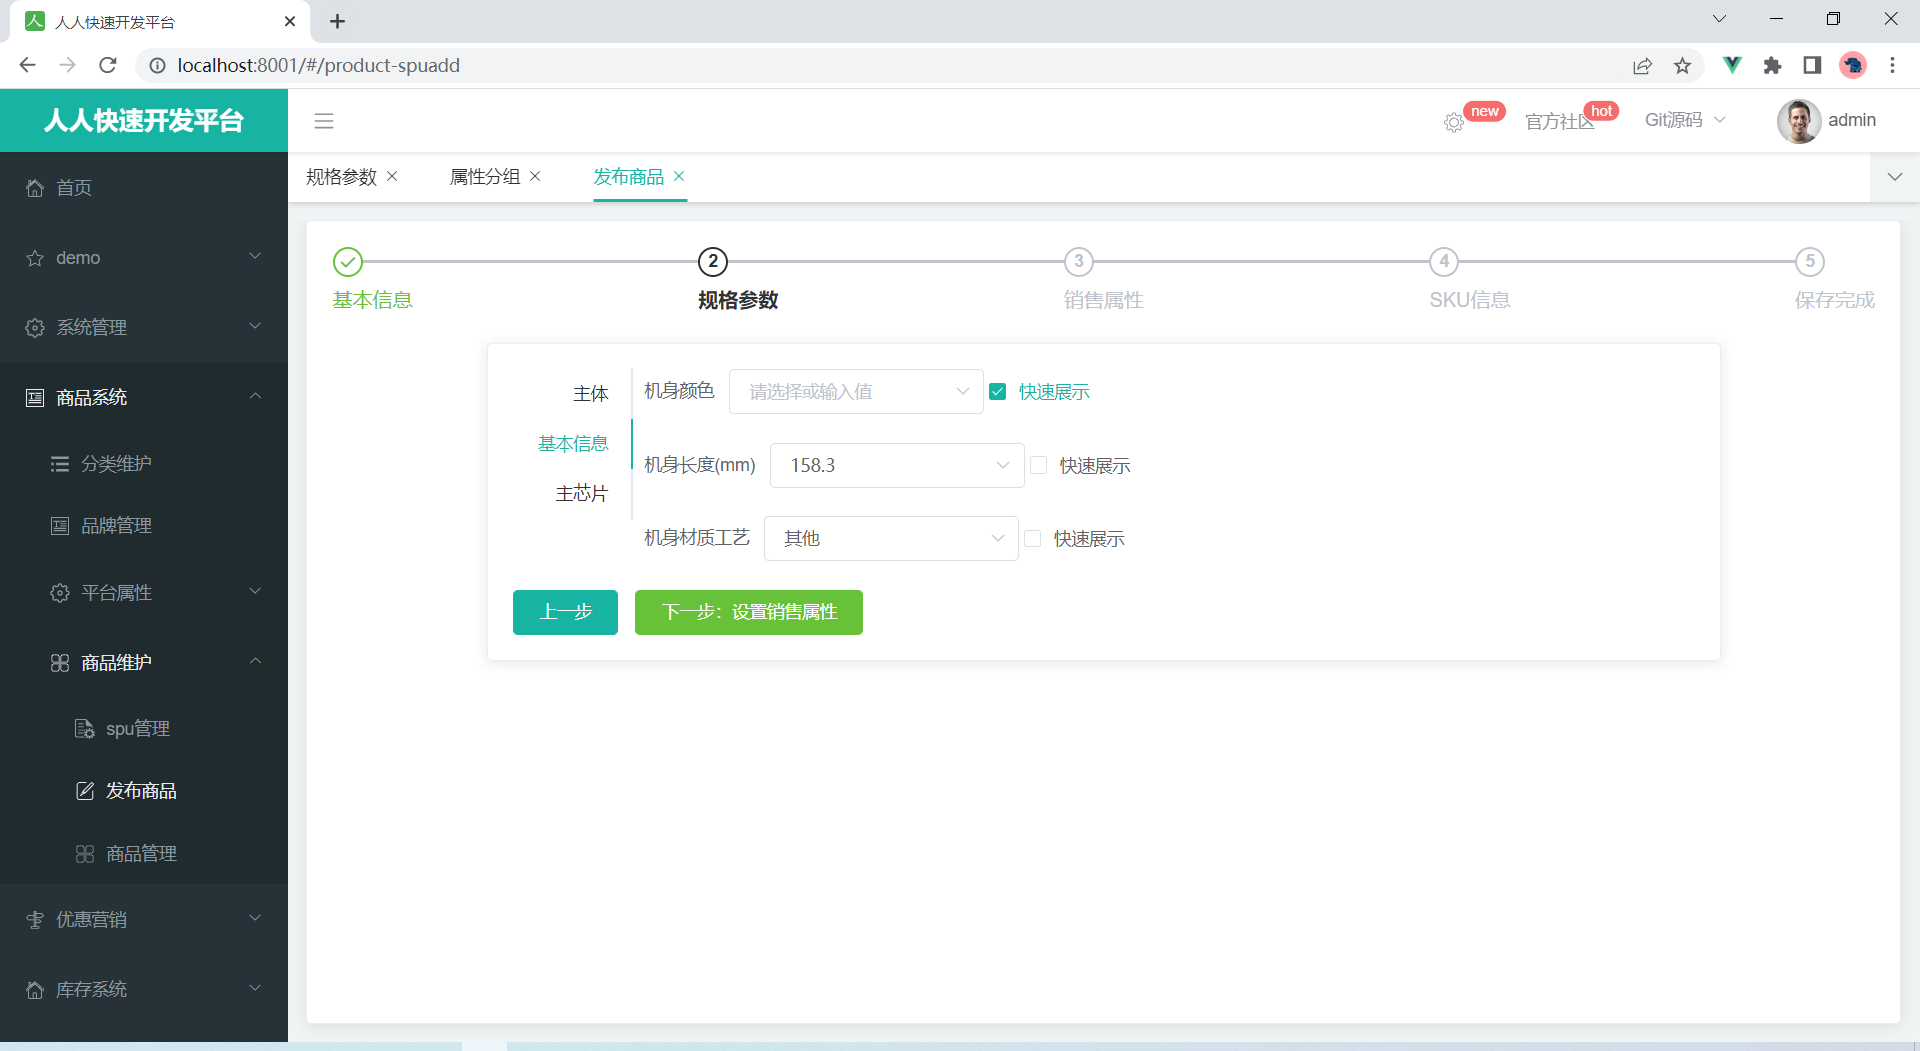 人人快速开发平台
localhost:8001/#/product-spuadd
人人快速开发平台
new
官方社区
hot
Git源码
admin
规格参数
属性分组
发布商品
首页
demo
系统管理
商品系统
分类维护
品牌管理
平台属性
商品维护
spu管理
发布商品
商品管理
优惠营销
库存系统
2
3
4
5
基本信息
规格参数
销售属性
SKU信息
保存完成
主体
基本信息
主芯片
机身颜色 请选择或输入值 快速展示
机身长度(mm) 158.3 快速展示
机身材质工艺 其他 快速展示
上一步
下一步：设置销售属性